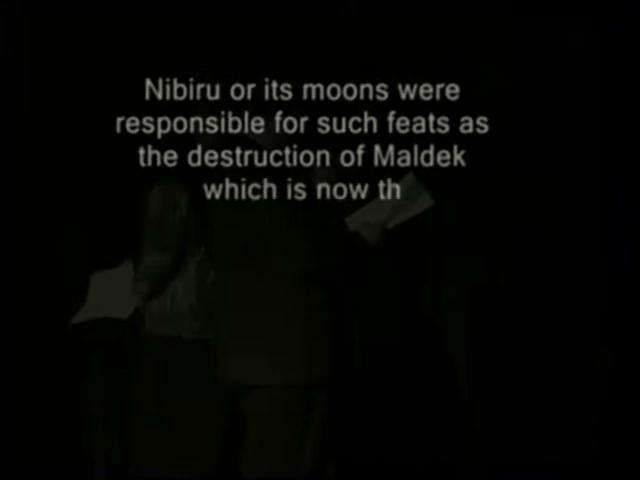 Nibiru or its moons were
responsible for such feats as
the destruction of Maldek
which is now th